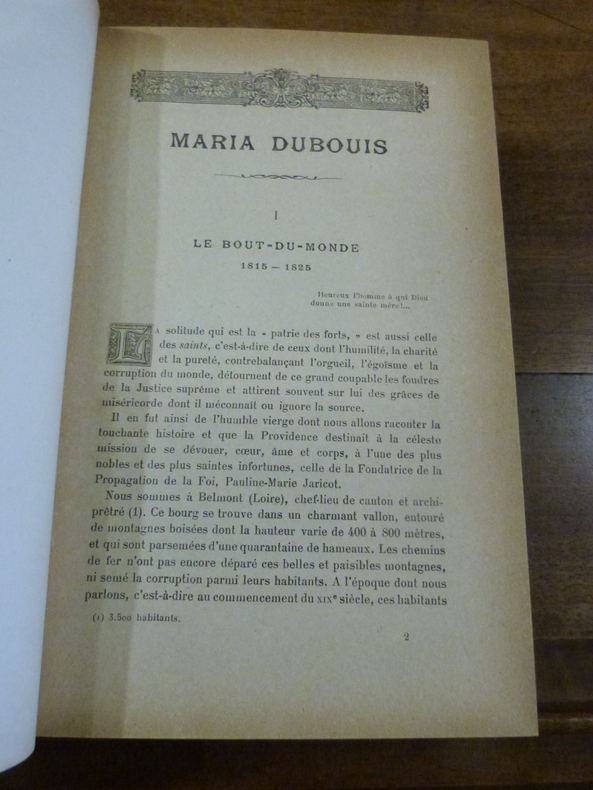 MARIA DUBOUIS
I
LE BOUT-DU-MONDE
1815 — 1825
Heureux l'homme à qui Dieu
donne une sainte mère!...
LA solitude qui est la « patrie des forts, » est aussi celle
des saints, c'est-à-dire de ceux dont l'humilité, la charité
et la pureté, contrebalançant l'orgueil, l'égoïsme et la
corruption du monde, détournent de ce grand coupable les foudres
de la Justice suprême et attirent souvent sur lui des grâces de
miséricorde dont il méconnaît ou ignore la source.
Il en fut ainsi de l'humble vierge dont nous allons raconter la
touchante histoire et que la Providence destinait à la céleste
mission de se dévouer, cœur, âme et corps, à l'une des plus
nobles et des plus saintes infortunes, celle de la Fondatrice de la
Propagation de la Foi, Pauline-Marie Jaricot.
Nous sommes à Belmont (Loire), chef-lieu de canton et archi-
prêtré (1). Ce bourg se trouve dans un charmant vallon, entouré
de montagnes boisées dont la hauteur varie de 400 à 800 mètres,
et qui sont parsemées d'une quarantaine de hameaux. Les chemins
de fer n'ont pas encore déparé ces belles et paisibles montagnes,
ni semé la corruption parmi leurs habitants. A l'époque dont nous
parlons, c'est-à-dire au commencement du XIXe siècle, ces habitants
(1) 3.500 habitants.
2